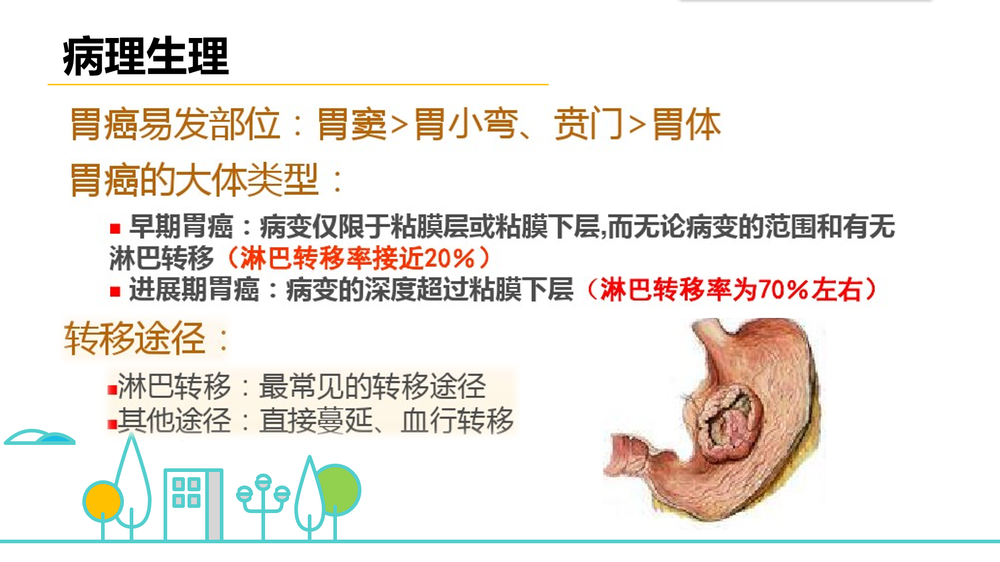 病理生理
胃癌易发部位：胃窦>胃小弯、贲门>胃体
胃癌的大体类型：
■ 早期胃癌：病变仅限于粘膜层或粘膜下层,而无论病变的范围和有无
淋巴转移（淋巴转移率接近20%）
■ 进展期胃癌：病变的深度超过粘膜下层（淋巴转移率为70%左右）
转移途径：
■淋巴转移：最常见的转移途径
■其他途径：直接蔓延、血行转移